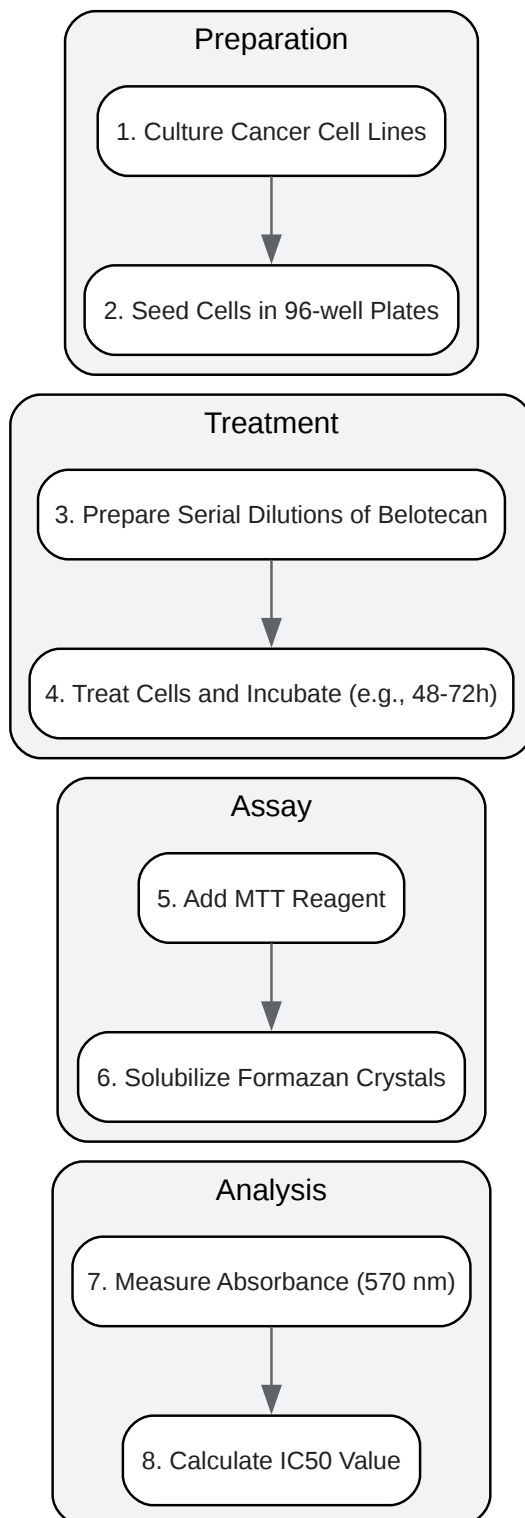 Preparation
1. Culture Cancer Cell Lines
2. Seed Cells in 96-well Plates
Treatment
3. Prepare Serial Dilutions of Belotecan
4. Treat Cells and Incubate (e.g., 48-72h)
Assay
5. Add MTT Reagent
6. Solubilize Formazan Crystals
Analysis
7. Measure Absorbance (570 nm)
8. Calculate IC50 Value